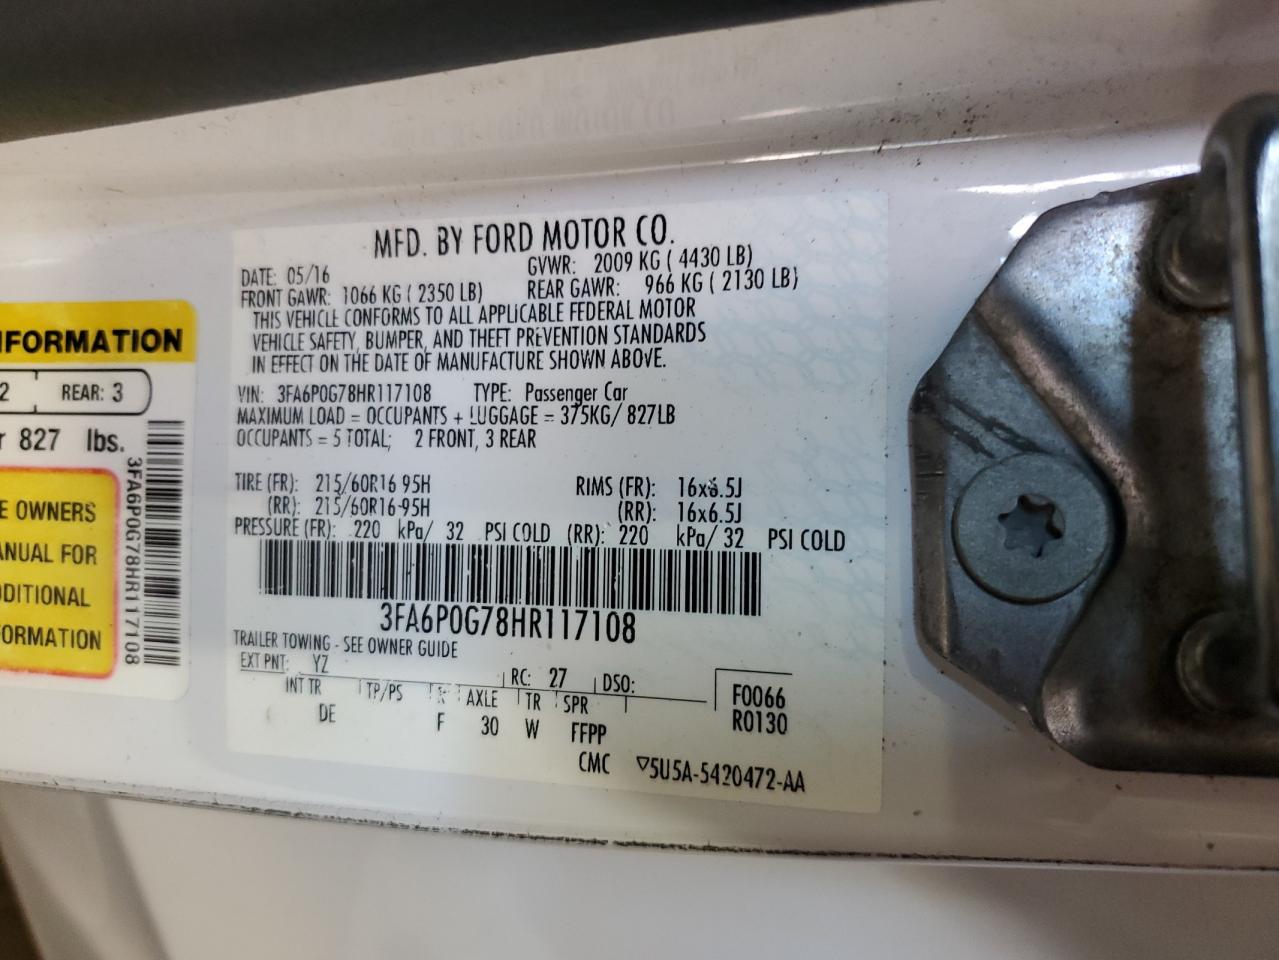 MFD. BY FORD MOTOR CO.
DATE: 05/16 GVWR: 2009 KG ( 4430 LB)
FRONT GAWR: 1066 KG ( 2350 LB) REAR GAWR: 966 KG ( 2130 LB)
THIS VEHICLE CONFORMS TO ALL APPLICABLE FEDERAL MOTOR
VEHICLE SAFETY, BUMPER, AND THEFT PREVENTION STANDARDS
IN EFFECT ON THE DATE OF MANUFACTURE SHOWN ABOVE.
VIN: 3FA6P0G78HR117108 TYPE: Passenger Car
MAXIMUM LOAD = OCCUPANTS + LUGGAGE = 375KG/ 827LB
OCCUPANTS = 5 TOTAL; 2 FRONT, 3 REAR
TIRE (FR): 215/60R16 95H RIMS (FR): 16x6.5J
(RR): 215/60R16 95H (RR): 16x6.5J
PRESSURE (FR): 220 kPa/ 32 PSI COLD (RR): 220 kPa/ 32 PSI COLD
3FA6P0G78HR117108
TRAILER TOWING - SEE OWNER GUIDE
EXT PNT: YZ RC: 27 DSO:
INT TR TP/PS R AXLE TR SPR F0066
DE F 30 W FFPP R0130
CMC ▽5U5A-5420472-AA
INFORMATION
2 REAR: 3
r 827 lbs.
E OWNERS
ANUAL FOR
DDITIONAL
FORMATION
3FA6P0G78HR117108